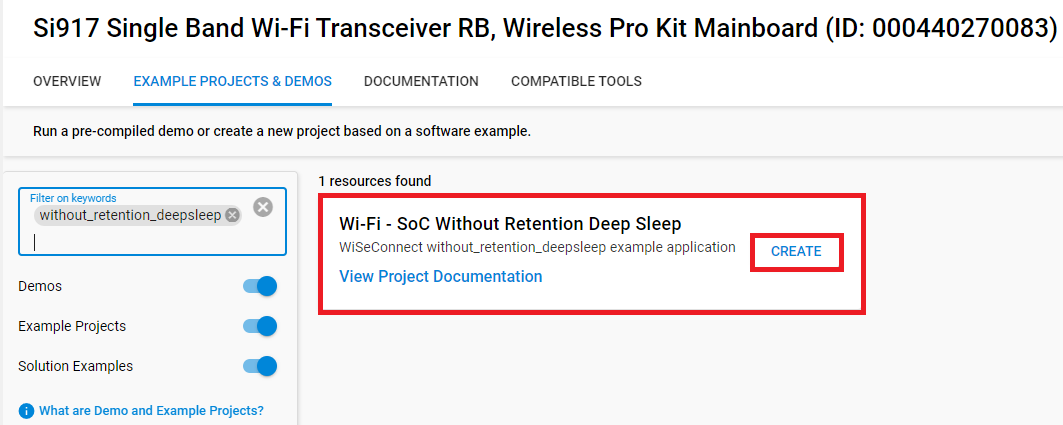 Si917 Single Band Wi-Fi Transceiver RB, Wireless Pro Kit Mainboard (ID: 000440270083)
OVERVIEW EXAMPLE PROJECTS & DEMOS DOCUMENTATION COMPATIBLE TOOLS
Run a pre-compiled demo or create a new project based on a software example.
Filter on keywords
without_retention_deepsleep
Demos
Example Projects
Solution Examples
What are Demo and Example Projects?
1 resources found
Wi-Fi - SoC Without Retention Deep Sleep
WiSeConnect without_retention_deepsleep example application
CREATE
View Project Documentation